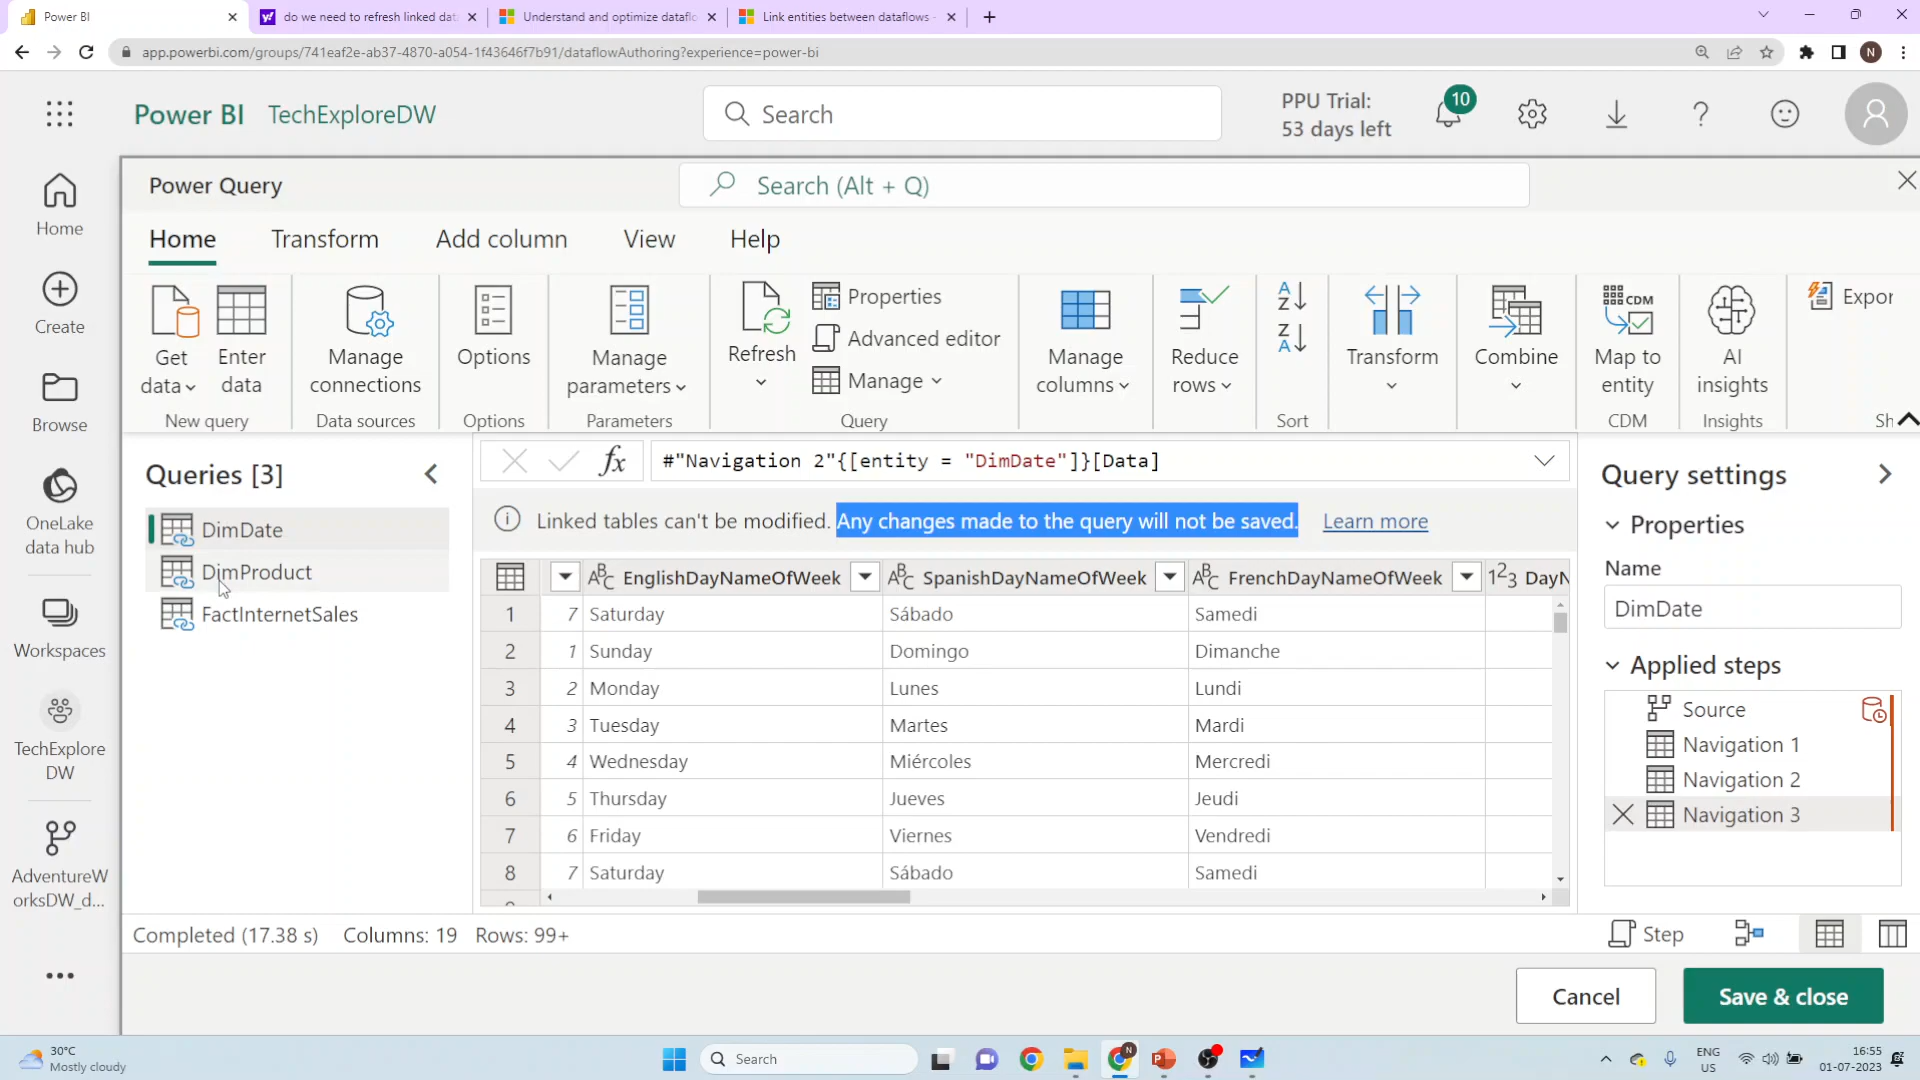 Power BI
do we need to refresh linked dat
Understand and optimize dataflo
Link entities between dataflows -
app.powerbi.com/groups/741eaf2e-ab37-4870-a054-1f43646f7b91/dataflowAuthoring?experience=power-bi
N
Power BI TechExploreDW
Search
PPU Trial:
53 days left
10
Home
Create
Browse
OneLake
data hub
Workspaces
TechExplore
DW
AdventureW
orksDW_d...
Power Query
Search (Alt + Q)
Home Transform Add column View Help
Get
data
Enter
data
New query
Manage
connections
Data sources
Options
Options
Manage
parameters
Parameters
Refresh
Properties
Advanced editor
Manage
Query
Manage
columns
Reduce
rows
Sort
Transform
Combine
CDM
Map to
entity
CDM
AI
insights
Insights
Expor
Sh
Queries [3]
DimDate
DimProduct
FactInternetSales
fx #"Navigation 2"{[entity = "DimDate"]}[Data]
Linked tables can't be modified. Any changes made to the query will not be saved. Learn more
ABC EnglishDayNameOfWeek ABC SpanishDayNameOfWeek ABC FrenchDayNameOfWeek 123 DayN
1 7 Saturday Sábado Samedi
2 1 Sunday Domingo Dimanche
3 2 Monday Lunes Lundi
4 3 Tuesday Martes Mardi
5 4 Wednesday Miércoles Mercredi
6 5 Thursday Jueves Jeudi
7 6 Friday Viernes Vendredi
8 7 Saturday Sábado Samedi
Query settings
Properties
Name
DimDate
Applied steps
Source
Navigation 1
Navigation 2
Navigation 3
Completed (17.38 s) Columns: 19 Rows: 99+
Step
Cancel
Save & close
30°C
Mostly cloudy
Search
ENG
US
16:55
01-07-2023